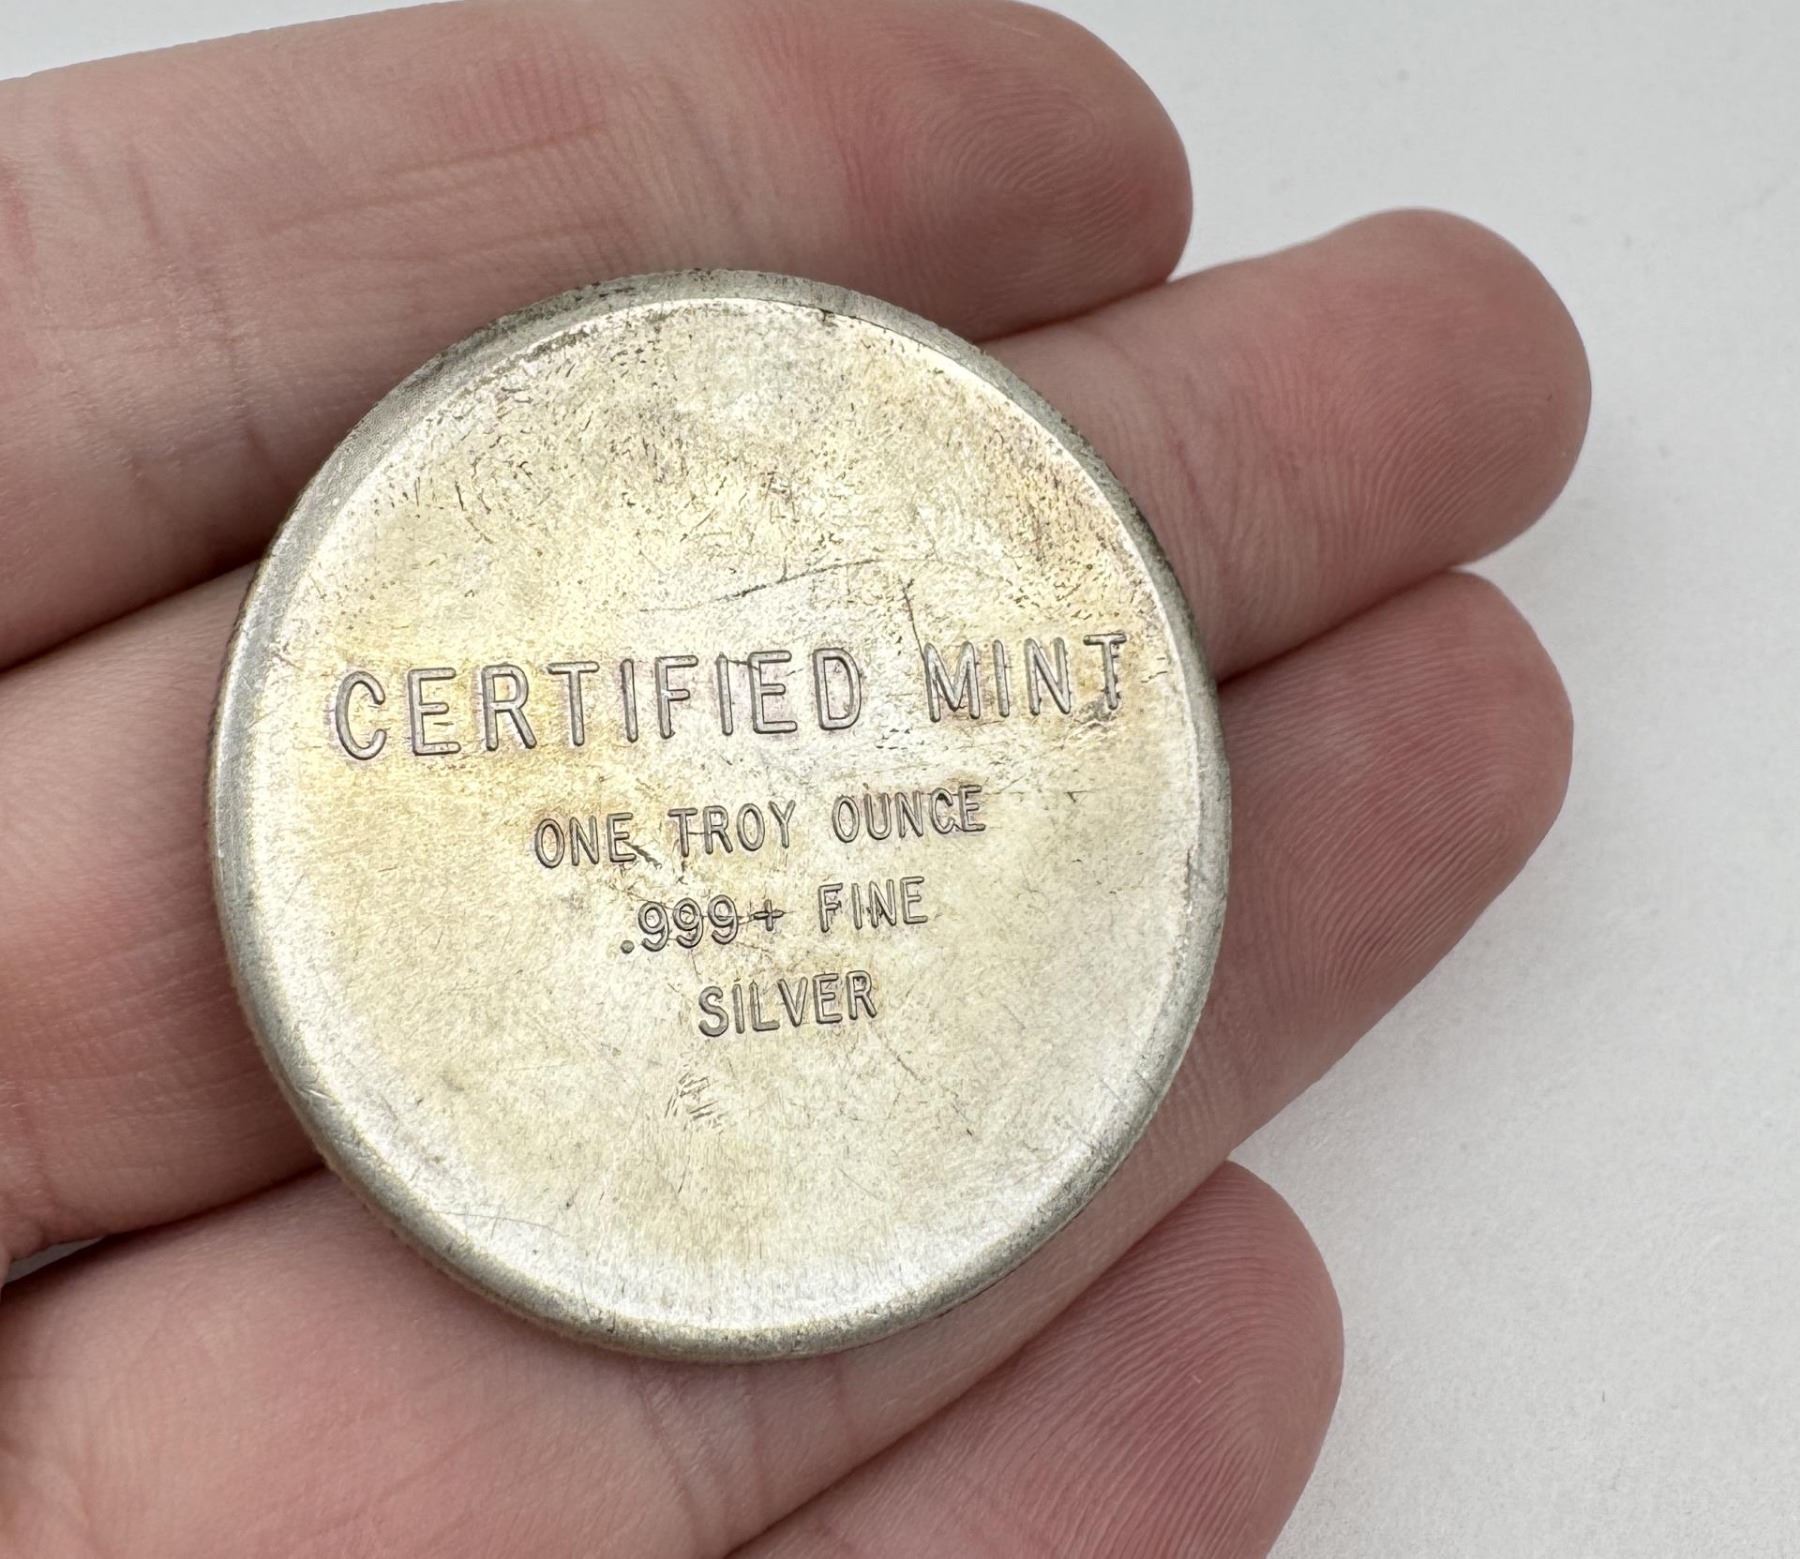 CERTIFIED MINT
ONE TROY OUNCE
.999+ FINE
SILVER